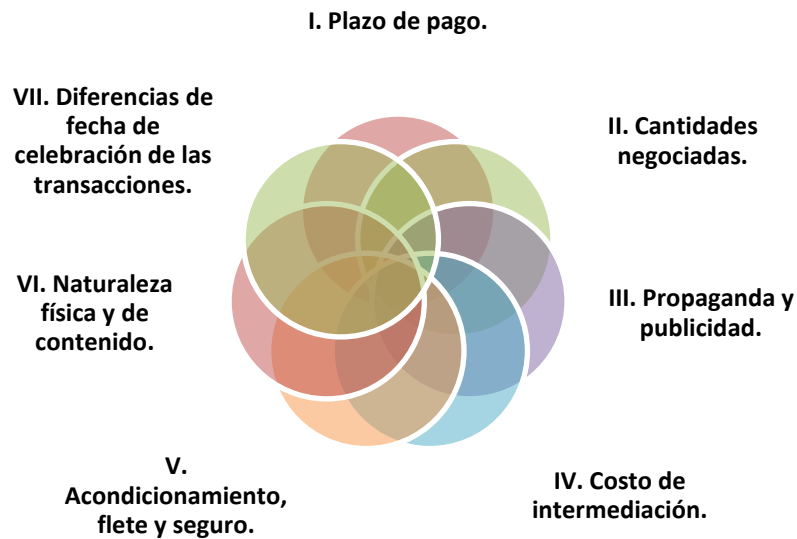 I. Plazo de pago.
II. Cantidades
negociadas.
III. Propaganda y
publicidad.
IV. Costo de
intermediación.
V.
Acondicionamiento,
flete y seguro.
VI. Naturaleza
física y de
contenido.
VII. Diferencias de
fecha de
celebración de las
transacciones.